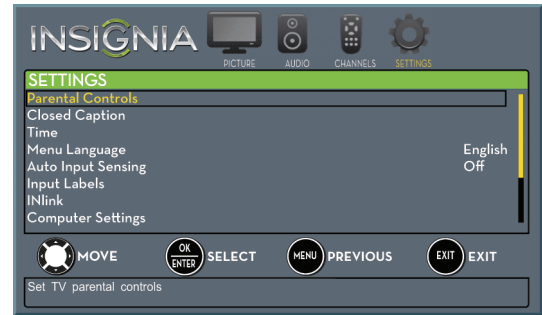 INSIGNIA
PICTURE AUDIO CHANNELS SETTINGS
SETTINGS
Parental Controls
Closed Caption
Time
Menu Language English
Auto Input Sensing Off
Input Labels
INlink
Computer Settings
MOVE OK ENTER SELECT MENU PREVIOUS EXIT EXIT
Set TV parental controls